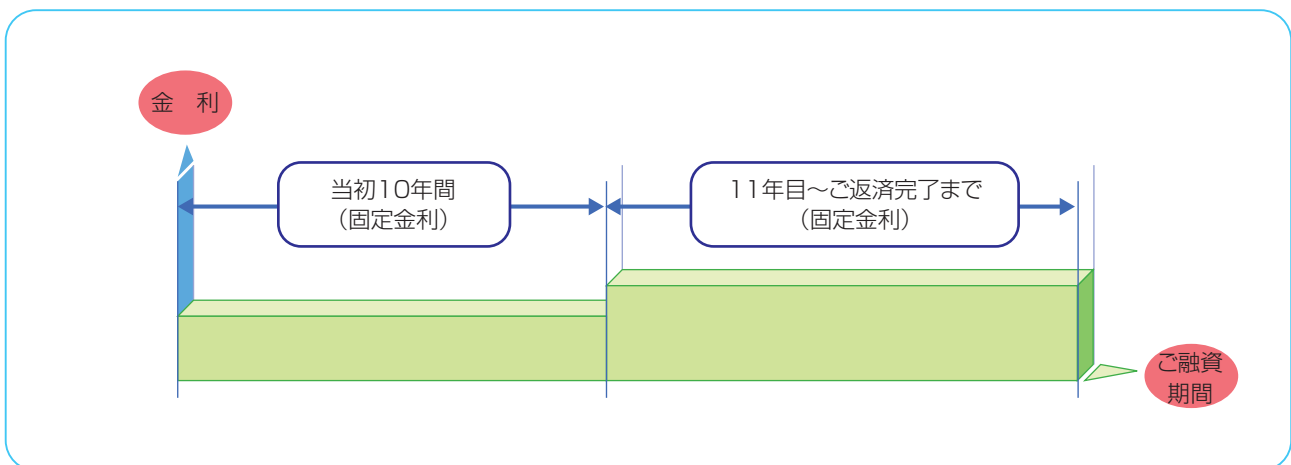 金　利
当初10年間
（固定金利）
11年目～ご返済完了まで
（固定金利）
ご融資
期間